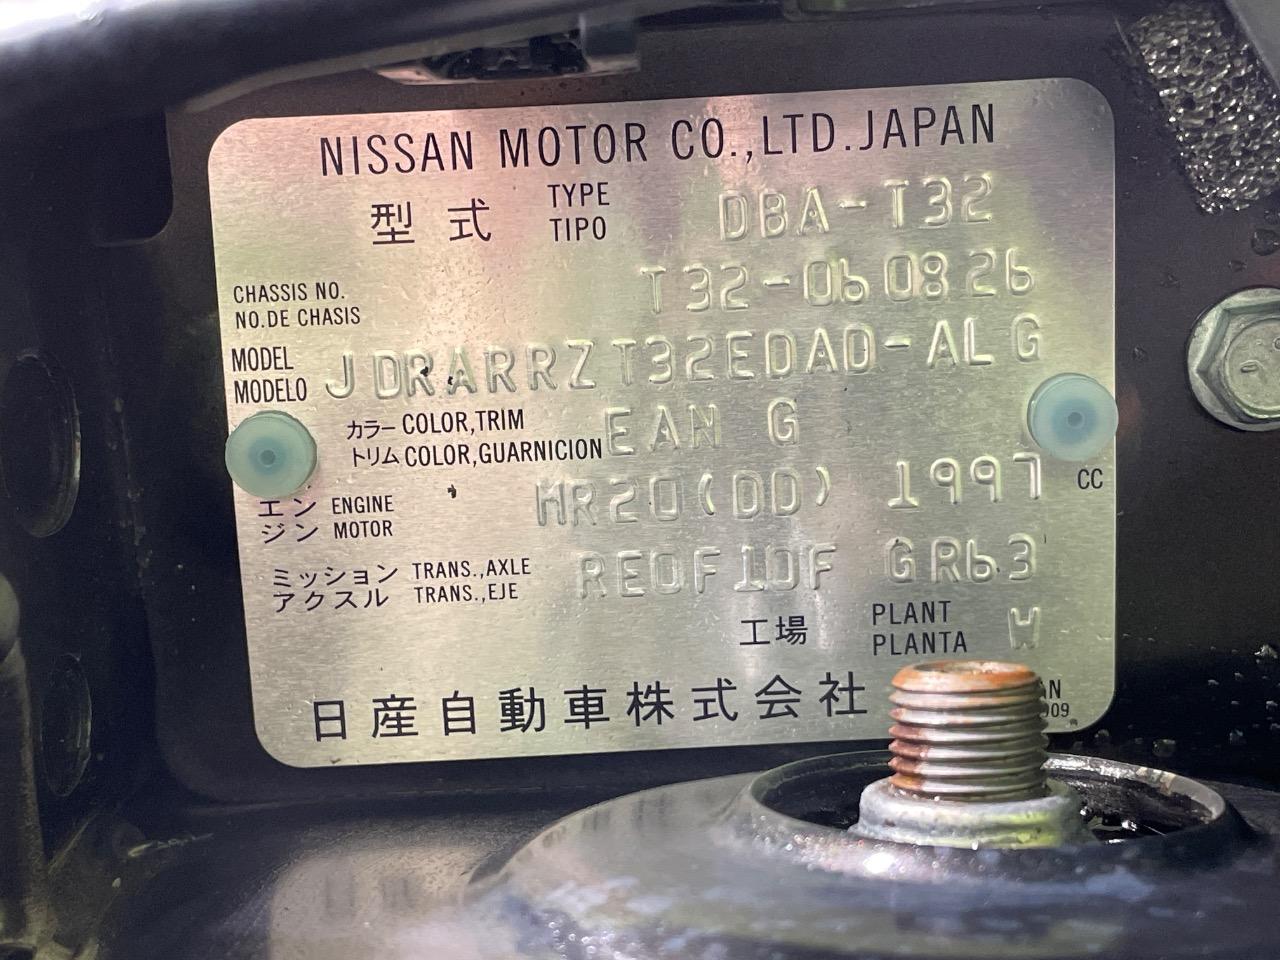 NISSAN MOTOR CO.,LTD.JAPAN
型式 TYPE TIPO DBA-T32
CHASSIS NO.
NO.DE CHASIS
T32-060826
MODEL
MODELO
JDRARRZT32EDAD-ALG
カラー COLOR,TRIM
トリム COLOR,GUARNICION
EAN G
エン ENGINE
ジン MOTOR
MR20(DD) 1997 CC
ミッション TRANS.,AXLE
アクスル TRANS.,EJE
RE0F10F GR63
工場 PLANT PLANTA W
日産自動車株式会社